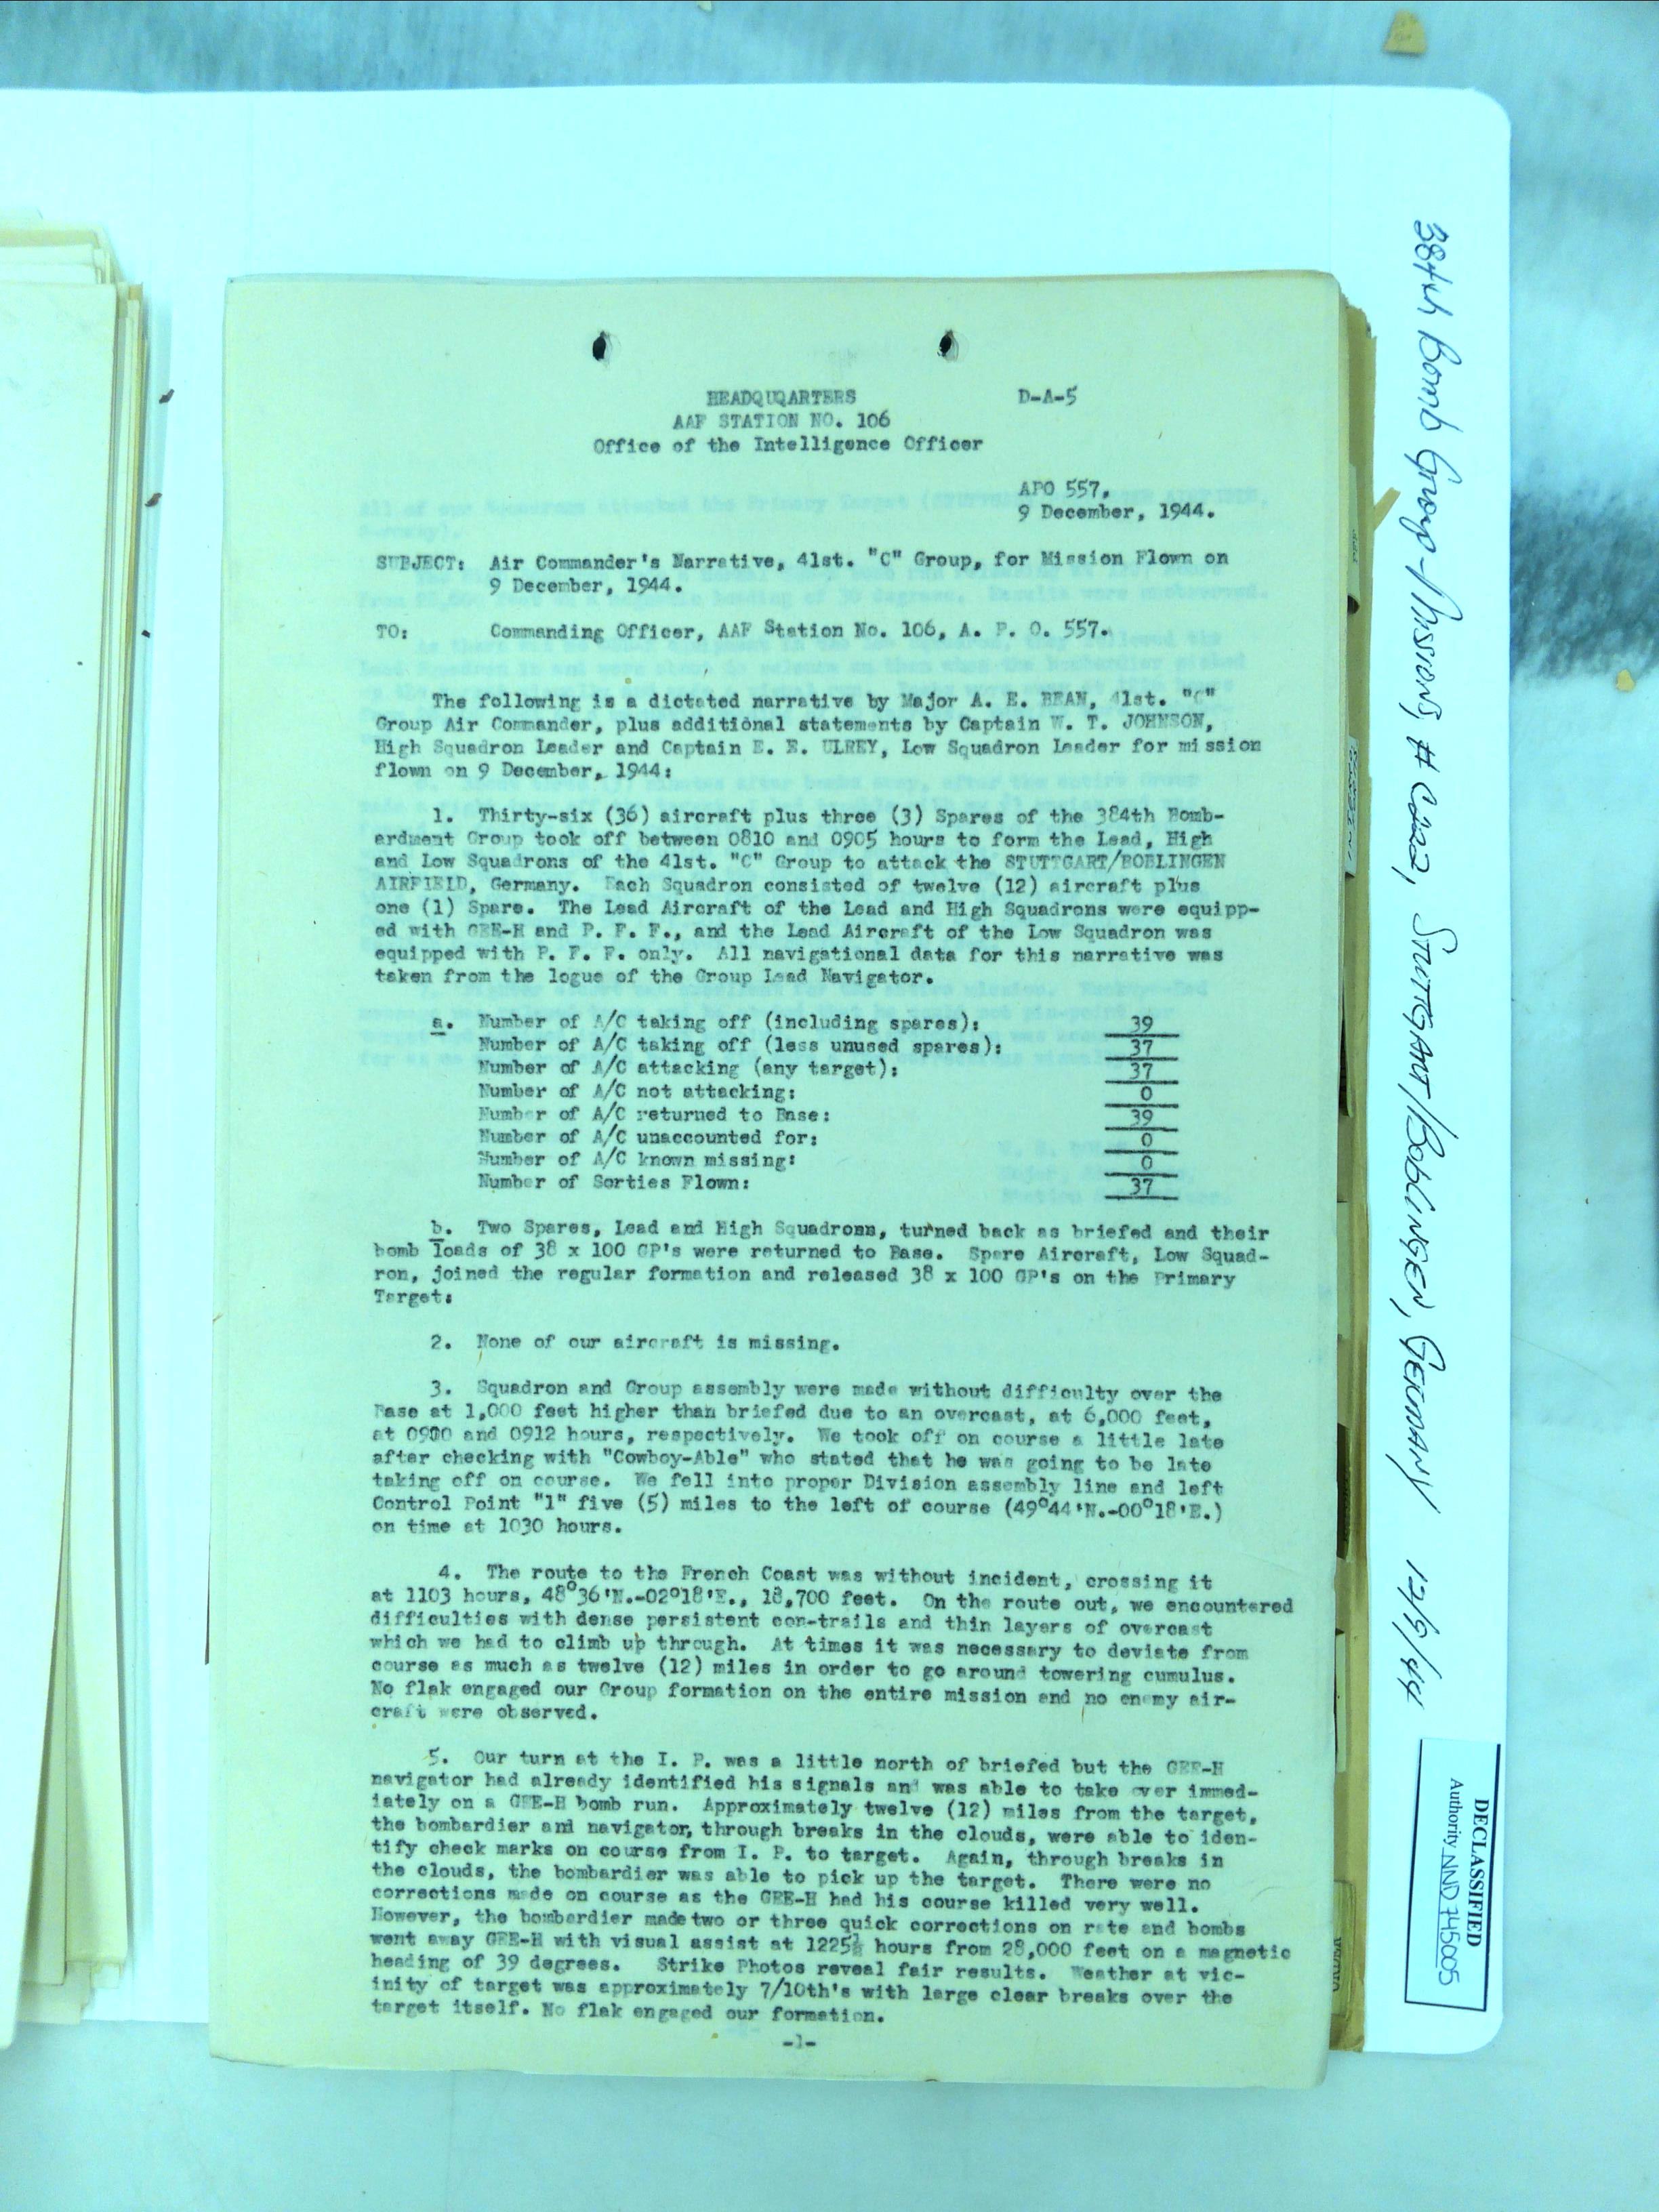 HEADQUQARTERS
D-A-5
AAF STATION NO. 106
Office of the Intelligence Officer
APO 557,
9 December, 1944.
SUBJECT: Air Commander's Narrative, 41st. "C" Group, for Mission Flown on
9 December, 1944.
TO: Commanding Officer, AAF Station No. 106, A. P. O. 557.
The following is a dictated narrative by Major A. E. BEAN, 41st. "C"
Group Air Commander, plus additional statements by Captain W. T. JOHNSON,
High Squadron Leader and Captain E. E. ULREY, Low Squadron Leader for mission
flown on 9 December, 1944:
1. Thirty-six (36) aircraft plus three (3) Spares of the 384th Bomb-
ardment Group took off between 0810 and 0905 hours to form the Lead, High
and Low Squadrons of the 41st. "C" Group to attack the STUTTGART/BOBLINGEN
AIRFIELD, Germany. Each Squadron consisted of twelve (12) aircraft plus
one (1) Spare. The Lead Aircraft of the Lead and High Squadrons were equipp-
ed with GEE-H and P. F. F., and the Lead Aircraft of the Low Squadron was
equipped with P. F. F. only. All navigational data for this narrative was
taken from the logue of the Group Lead Navigator.
a. Number of A/C taking off (including spares): 39
Number of A/C taking off (less unused spares): 37
Number of A/C attacking (any target): 37
Number of A/C not attacking: 0
Number of A/C returned to Base: 39
Number of A/C unaccounted for: 0
Number of A/C known missing: 0
Number of Sorties Flown: 37
b. Two Spares, Lead and High Squadrons, turned back as briefed and their
bomb loads of 38 x 100 GP's were returned to Base. Spare Aircraft, Low Squad-
ron, joined the regular formation and released 38 x 100 GP's on the Primary
Target:
2. None of our aircraft is missing.
3. Squadron and Group assembly were made without difficulty over the
Base at 1,000 feet higher than briefed due to an overcast, at 6,000 feet,
at 0900 and 0912 hours, respectively. We took off on course a little late
after checking with "Cowboy-Able" who stated that he was going to be late
taking off on course. We fell into proper Division assembly line and left
Control Point "1" five (5) miles to the left of course (49°44'N.-00°18'E.)
on time at 1030 hours.
4. The route to the French Coast was without incident, crossing it
at 1103 hours, 48°36'N.-02°18'E., 18,700 feet. On the route out, we encountered
difficulties with dense persistent con-trails and thin layers of overcast
which we had to climb up through. At times it was necessary to deviate from
course as much as twelve (12) miles in order to go around towering cumulus.
No flak engaged our Group formation on the entire mission and no enemy air-
craft were observed.
5. Our turn at the I. P. was a little north of briefed but the GEE-H
navigator had already identified his signals and was able to take over immed-
iately on a GEE-H bomb run. Approximately twelve (12) miles from the target,
the bombardier and navigator, through breaks in the clouds, were able to iden-
tify check marks on course from I. P. to target. Again, through breaks in
the clouds, the bombardier was able to pick up the target. There were no
corrections made on course as the GEE-H had his course killed very well.
However, the bombardier made two or three quick corrections on rate and bombs
went away GEE-H with visual assist at 1225½ hours from 28,000 feet on a magnetic
heading of 39 degrees. Strike Photos reveal fair results. Weather at vic-
inity of target was approximately 7/10th's with large clear breaks over the
target itself. No flak engaged our formation.
-1-
384th Bomb Group-Missions, # 232, STUTTGART/BOBLINGEN, GERMANY 12/9/44
DECLASSIFIED
Authority NND 745005